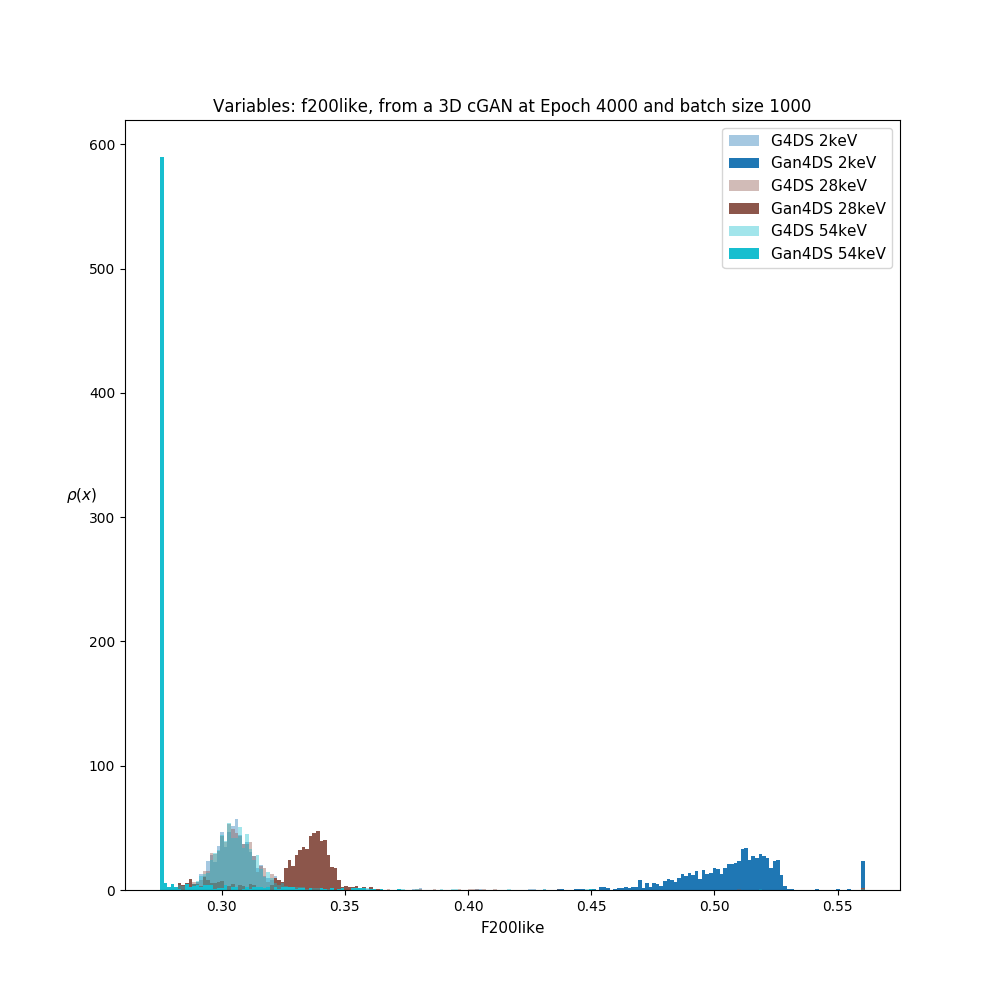 Variables: f200like, from a 3D cGAN at Epoch 4000 and batch size 1000
600
500
400
300
200
100
0
ρ(x)
G4DS 2keV
Gan4DS 2keV
G4DS 28keV
Gan4DS 28keV
G4DS 54keV
Gan4DS 54keV
0.30 0.35 0.40 0.45 0.50 0.55
F200like